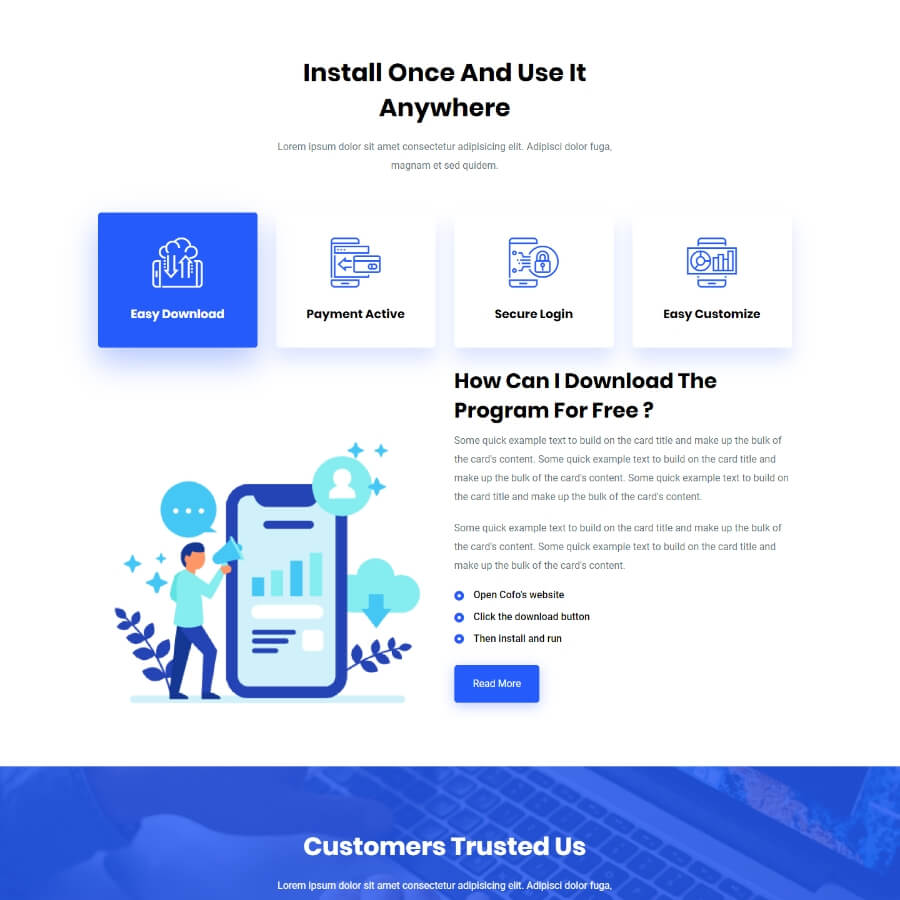 Install Once And Use It
Anywhere
Lorem ipsum dolor sit amet consectetur adipisicing elit. Adipisci dolor fuga,
magnam et sed quidem.
Easy Download
Payment Active
Secure Login
Easy Customize
How Can I Download The
Program For Free ?
Some quick example text to build on the card title and make up the bulk of
the card's content. Some quick example text to build on the card title and
make up the bulk of the card's content. Some quick example text to build on
the card title and make up the bulk of the card's content.
Some quick example text to build on the card title and make up the bulk of
the card's content. Some quick example text to build on the card title and
make up the bulk of the card's content.
Open Cofo's website
Click the download button
Then install and run
Read More
Customers Trusted Us
Lorem ipsum dolor sit amet consectetur adipisicing elit. Adipisci dolor fuga,